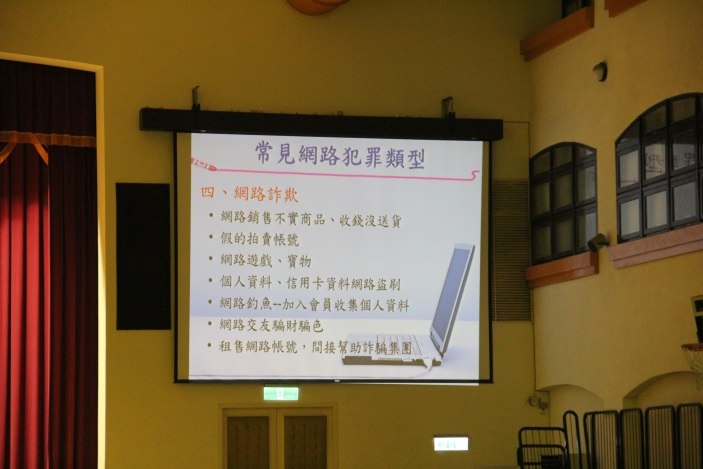 常見網路犯罪類型
四、網路詐欺
• 網路銷售不實商品、收錢沒送貨
• 假的拍賣帳號
• 網路遊戲、寶物
• 個人資料、信用卡資料網路盜刷
• 網路釣魚--加入會員收集個人資料
• 網路交友騙財騙色
• 租售網路帳號，間接幫助詐騙集團